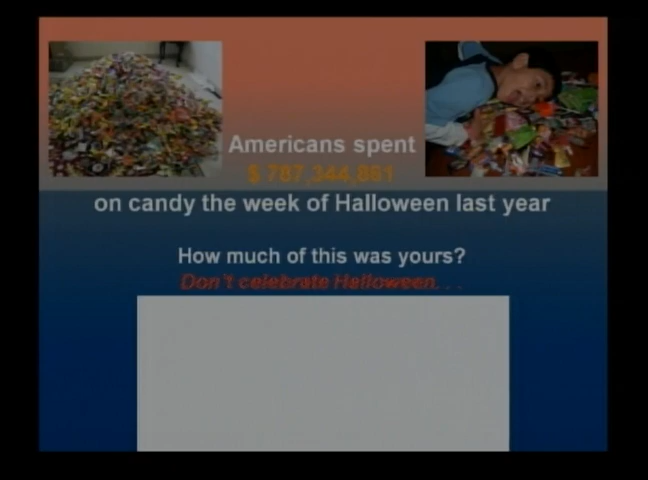 Americans spent
$ 787,344,861
on candy the week of Halloween last year
How much of this was yours?
Don't celebrate Halloween. . .